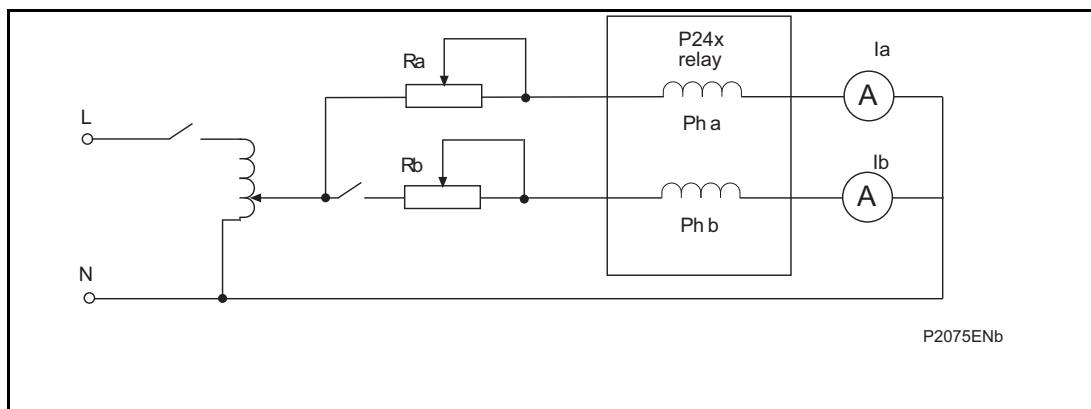 P24x
relay
Ia
Ra
A
L
Ph a
Rb
Ib
A
Ph b
N
P2075ENb